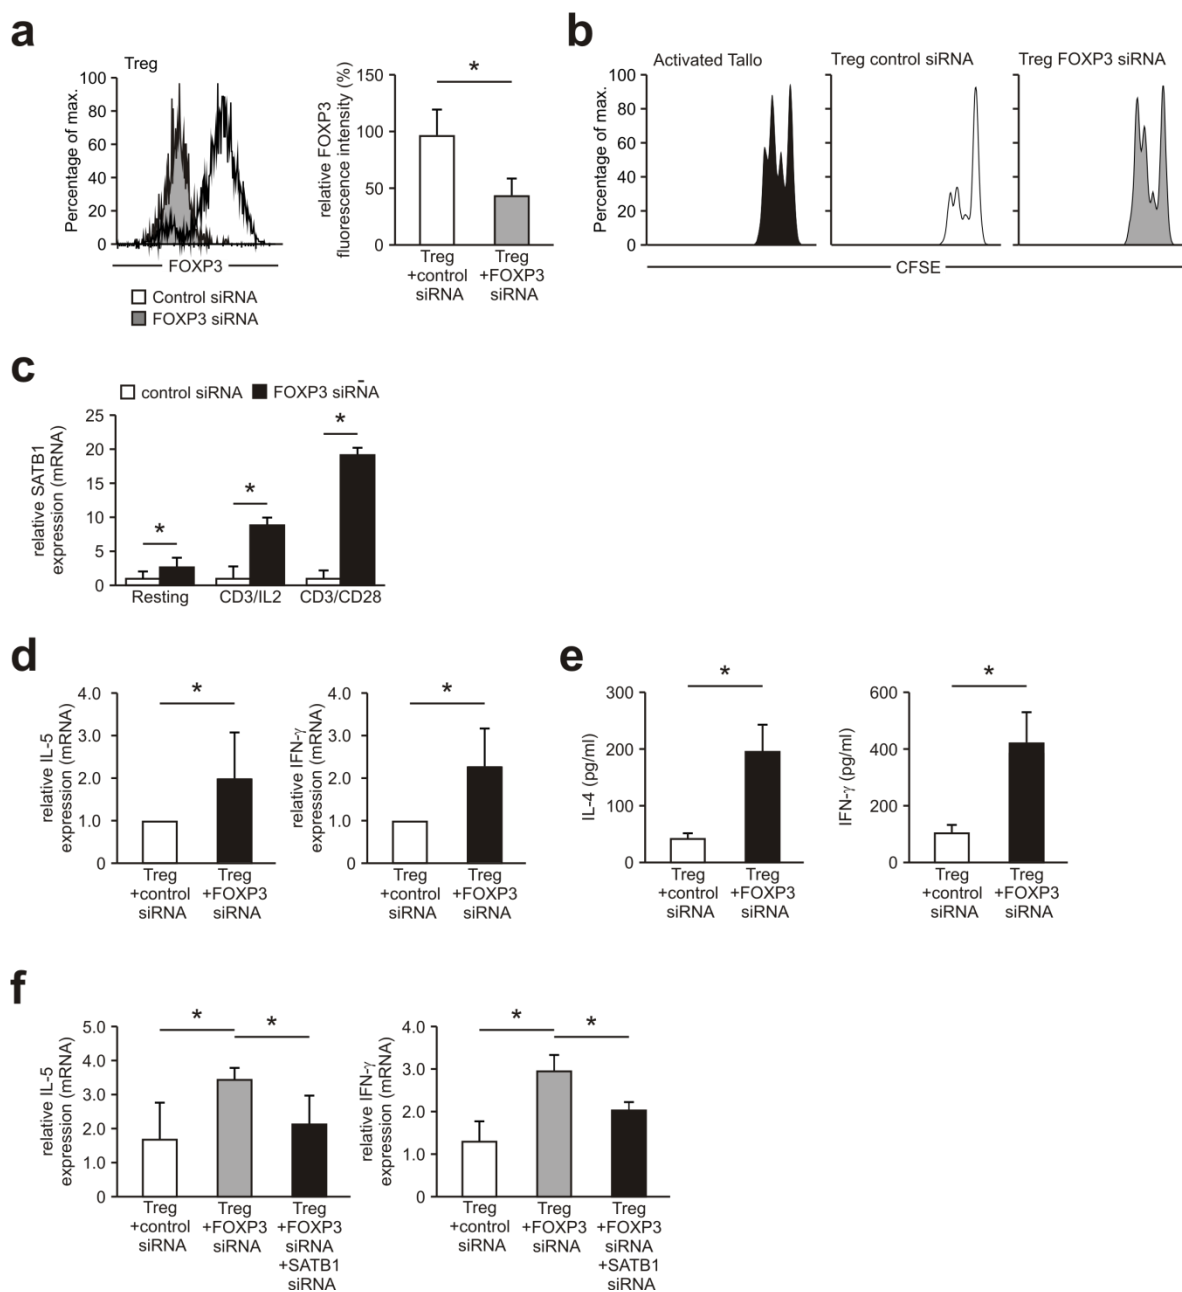 a
Treg
Percentage of max.
100
80
60
40
20
0
FOXP3
Control siRNA
FOXP3 siRNA
relative FOXP3
fluorescence intensity (%)
150
100
50
0
*
Treg
+control
siRNA
Treg
+FOXP3
siRNA
b
Activated Tallo
Treg control siRNA
Treg FOXP3 siRNA
Percentage of max.
100
80
60
40
20
0
CFSE
c
control siRNA
FOXP3 siRNA
relative SATB1
expression (mRNA)
25
20
15
10
5
0
*
*
*
Resting
CD3/IL2
CD3/CD28
d
relative IL-5
expression (mRNA)
4.0
3.0
2.0
1.0
0
*
Treg
+control
siRNA
Treg
+FOXP3
siRNA
relative IFN-γ
expression (mRNA)
4.0
3.0
2.0
1.0
0
*
Treg
+control
siRNA
Treg
+FOXP3
siRNA
e
IL-4 (pg/ml)
300
200
100
0
*
Treg
+control
siRNA
Treg
+FOXP3
siRNA
IFN-γ (pg/ml)
600
400
200
0
*
Treg
+control
siRNA
Treg
+FOXP3
siRNA
f
relative IL-5
expression (mRNA)
5.0
4.0
3.0
2.0
1.0
0
*
*
Treg
+control
siRNA
Treg
+FOXP3
siRNA
Treg
+FOXP3
siRNA
+SATB1
siRNA
relative IFN-γ
expression (mRNA)
4.0
3.0
2.0
1.0
0
*
*
Treg
+control
siRNA
Treg
+FOXP3
siRNA
Treg
+FOXP3
siRNA
+SATB1
siRNA